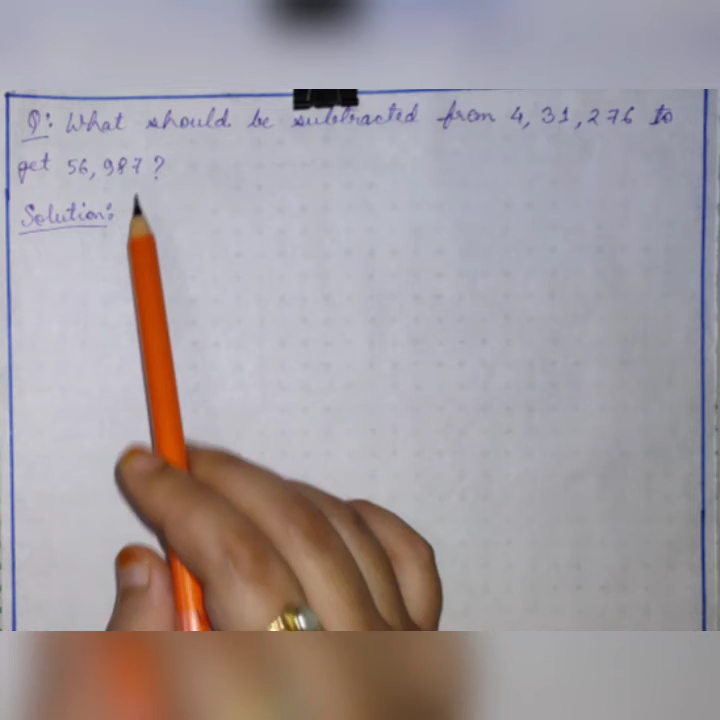 Q: What should be subtracted from 4,31,276 to
get 56,987?
Solution: